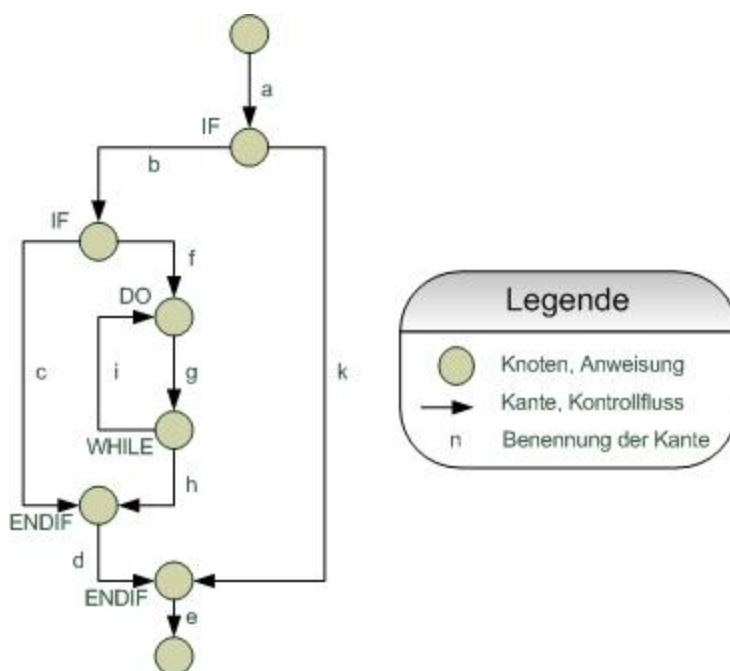 a
IF
b
IF
f
DO
c
i
g
k
WHILE
h
ENDIF
d
ENDIF
e
Legende
Knoten, Anweisung
Kante, Kontrollfluss
n Benennung der Kante